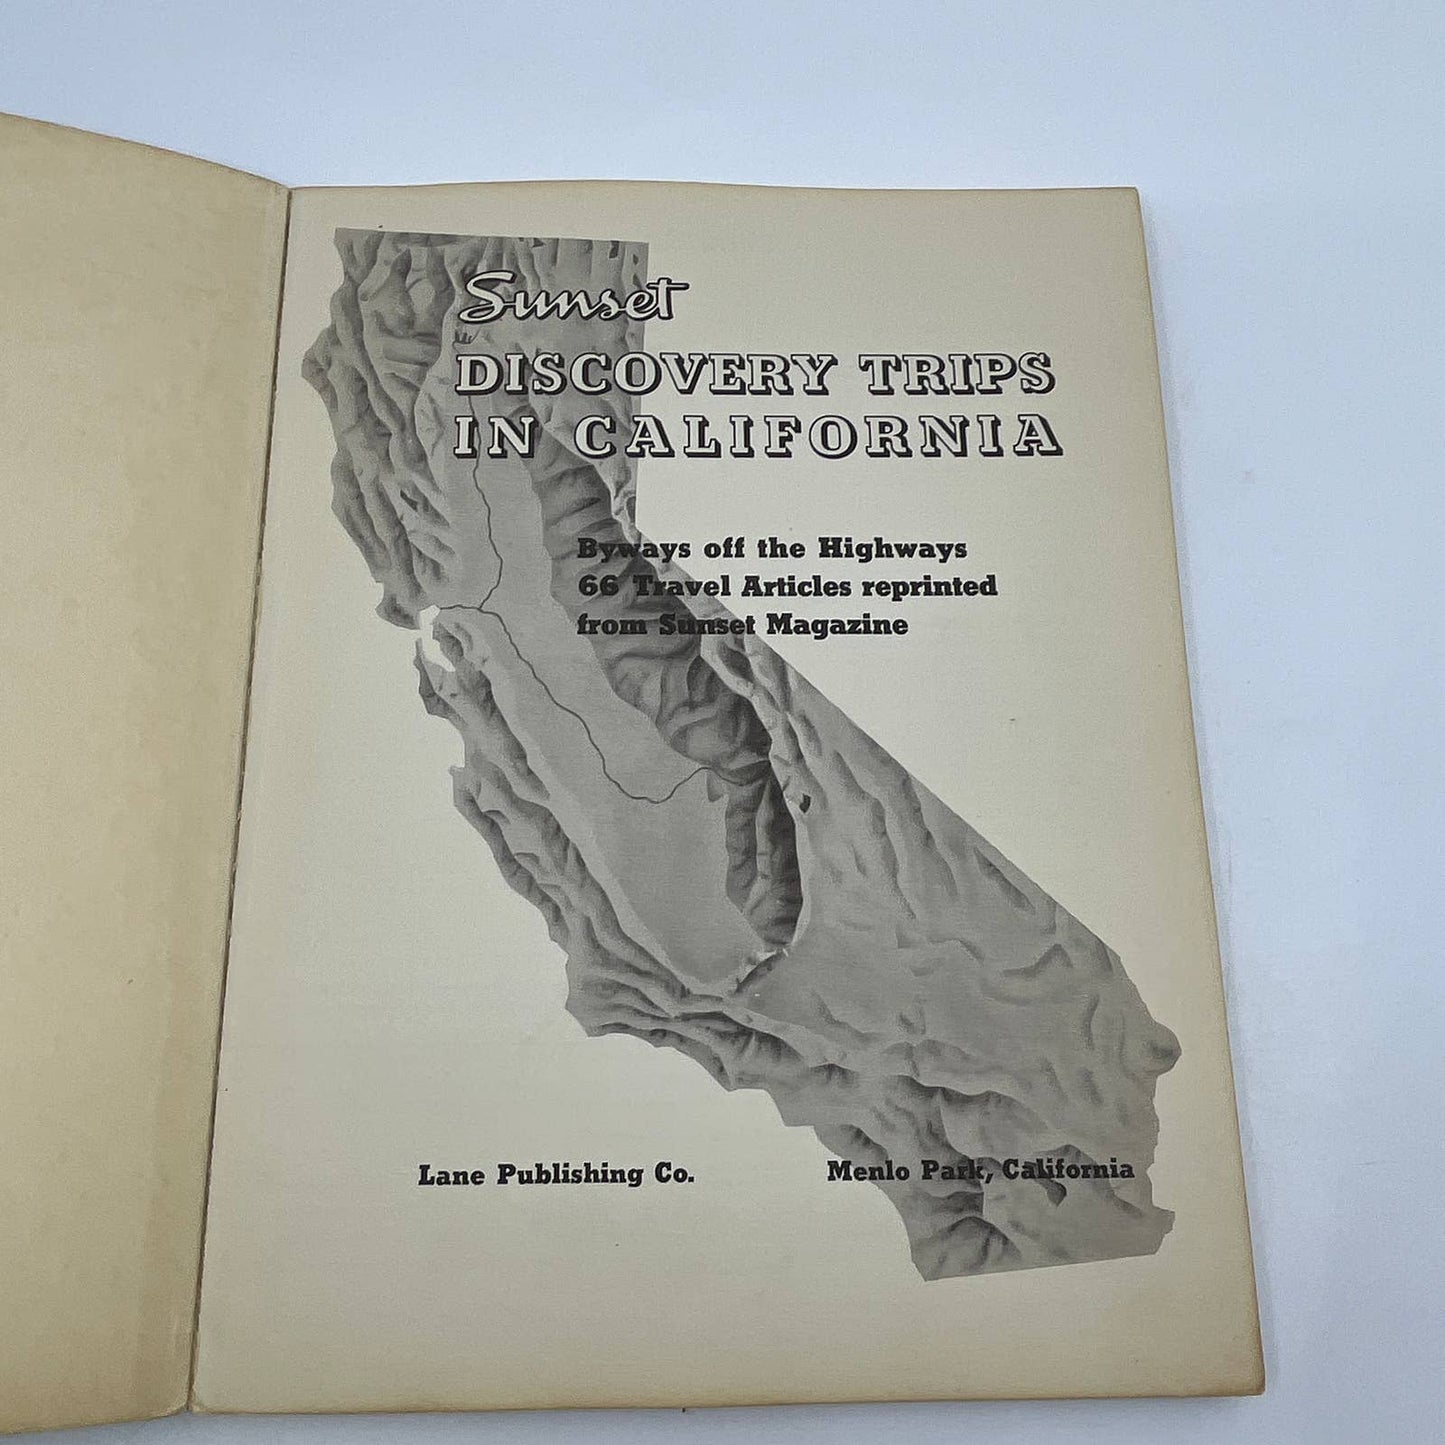 Sunset
DISCOVERY TRIPS
IN CALIFORNIA
Byways off the Highways
66 Travel Articles reprinted
from Sunset Magazine
Lane Publishing Co. Menlo Park, California